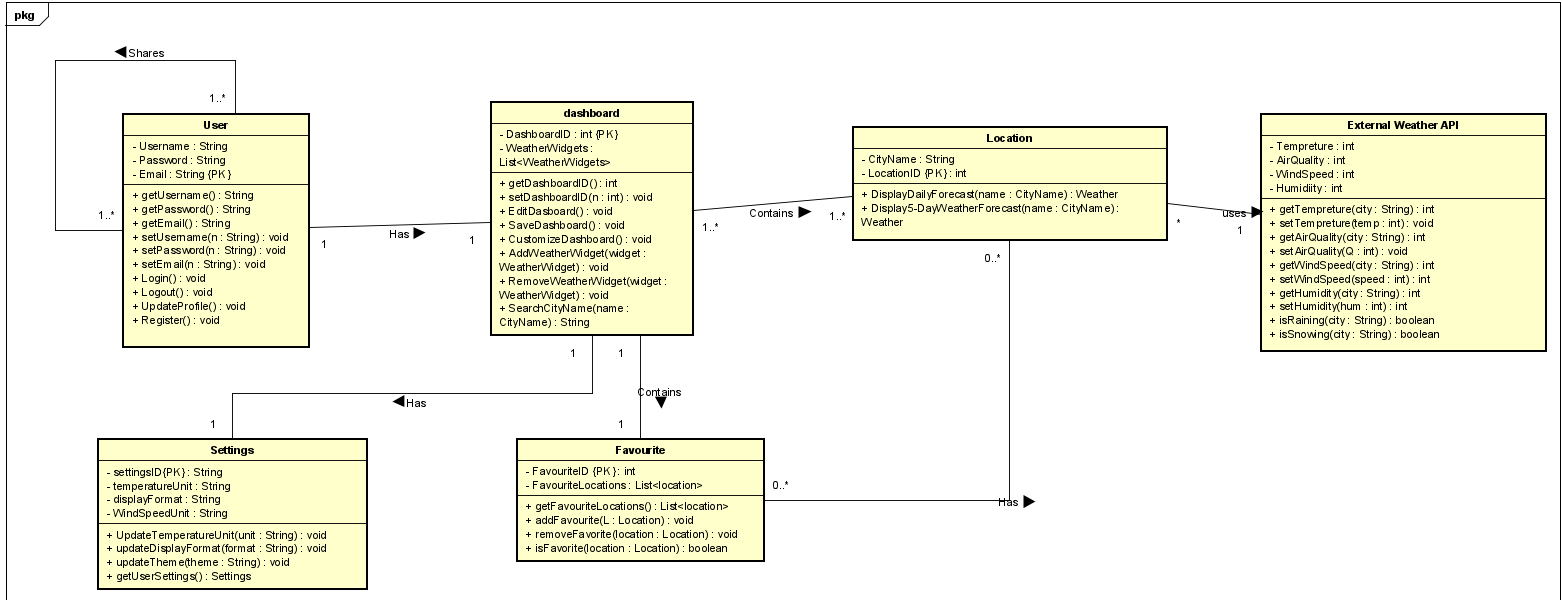 pkg
Shares
1..*
1..*
User
- Username : String
- Password : String
- Email : String {PK}
+ getUsername() : String
+ getPassword() : String
+ getEmail() : String
+ setUsername(n : String) : void
+ setPassword(n : String) : void
+ setEmail(n : String) : void
+ Login() : void
+ Logout() : void
+ UpdateProfile() : void
+ Register() : void
1
Has
1
dashboard
- DashboardID : int {PK}
- WeatherWidgets :
List<WeatherWidgets>
+ getDashboardID() : int
+ setDashboardID(n : int) : void
+ EditDasboard() : void
+ SaveDashboard() : void
+ CustomizeDashboard() : void
+ AddWeatherWidget(widget :
WeatherWidget) : void
+ RemoveWeatherWidget(widget :
WeatherWidget) : void
+ SearchCityName(name :
CityName) : String
1..*
Contains
1..*
Location
- CityName : String
- LocationID {PK} : int
+ DisplayDailyForecast(name : CityName) : Weather
+ Display5-DayWeatherForecast(name : CityName) :
Weather
*
uses
1
External Weather API
- Tempreture : int
- AirQuality : int
- WindSpeed : int
- Humidiity : int
+ getTempreture(city : String) : int
+ setTempreture(temp : int) : void
+ getAirQuality(city : String) : int
+ setAirQuality(Q : int) : void
+ getWindSpeed(city : String) : int
+ setWindSpeed(speed : int) : int
+ getHumidity(city : String) : int
+ setHumidity(hum : int) : int
+ isRaining(city : String) : boolean
+ isSnowing(city : String) : boolean
1
Has
1
Settings
- settingsID{PK} : String
- temperatureUnit : String
- displayFormat : String
- WindSpeedUnit : String
+ UpdateTemperatureUnit(unit : String) : void
+ updateDisplayFormat(format : String) : void
+ updateTheme(theme : String) : void
+ getUserSettings() : Settings
1
Contains
1
Favourite
- FavouriteID {PK} : int
- FavouriteLocations : List<location>
+ getFavouriteLocations() : List<location>
+ addFavourite(L : Location) : void
+ removeFavorite(location : Location) : void
+ isFavorite(location : Location) : boolean
0..*
0..*
Has